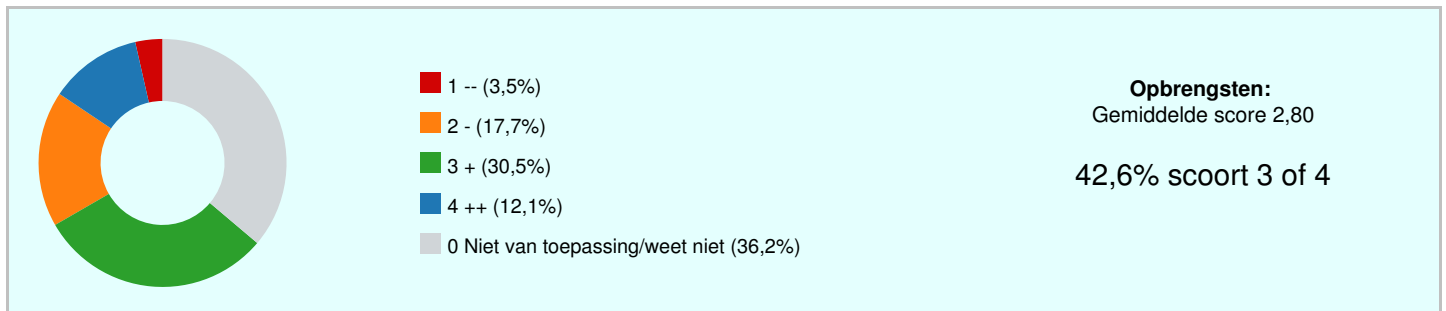 1 -- (3,5%)
2 - (17,7%)
3 + (30,5%)
4 ++ (12,1%)
0 Niet van toepassing/weet niet (36,2%)
Opbrengsten:
Gemiddelde score 2,80
42,6% scoort 3 of 4